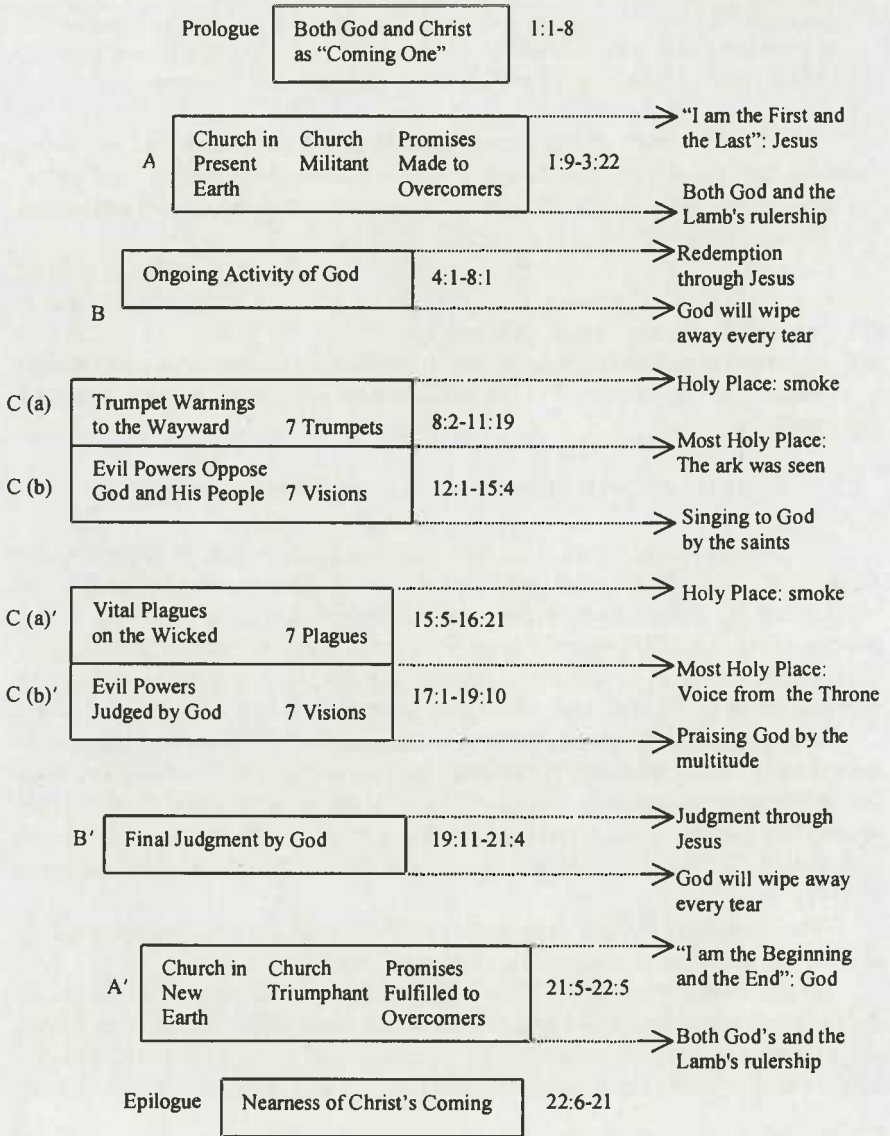 Prologue
Both God and Christ
as “Coming One”
1:1-8
A
Church in Church Promises
Present Militant Made to
Earth Overcomers
1:9-3:22
“I am the First and
the Last”: Jesus
Both God and the
Lamb's rulership
B
Ongoing Activity of God
4:1-8:1
Redemption
through Jesus
God will wipe
away every tear
C (a)
Trumpet Warnings
to the Wayward 7 Trumpets
8:2-11:19
Holy Place: smoke
C (b)
Evil Powers Oppose
God and His People 7 Visions
12:1-15:4
Most Holy Place:
The ark was seen
Singing to God
by the saints
C (a)′
Vital Plagues
on the Wicked 7 Plagues
15:5-16:21
Holy Place: smoke
C (b)′
Evil Powers
Judged by God 7 Visions
17:1-19:10
Most Holy Place:
Voice from the Throne
Praising God by the
multitude
B′
Final Judgment by God
19:11-21:4
Judgment through
Jesus
God will wipe away
every tear
A′
Church in Church Promises
New Triumphant Fulfilled to
Earth Overcomers
21:5-22:5
“I am the Beginning
and the End”: God
Both God's and the
Lamb's rulership
Epilogue
Nearness of Christ’s Coming
22:6-21